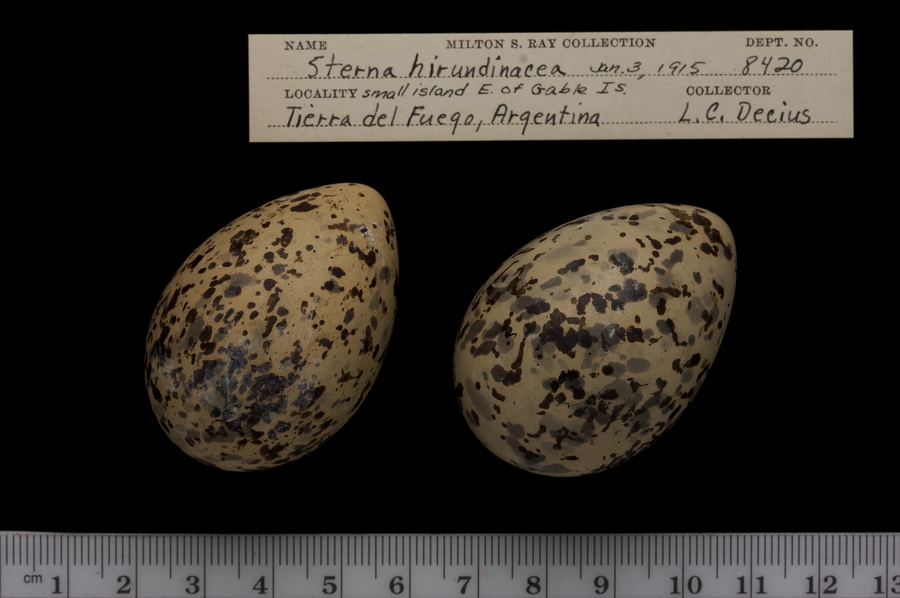 NAME MILTON S. RAY COLLECTION DEPT. NO.
Sterna hirundinacea Jan. 3, 1915 8420
LOCALITY small island E. of Gable Is. COLLECTOR
Tierra del Fuego, Argentina L. C. Decius
cm 1 2 3 4 5 6 7 8 9 10 11 12 13